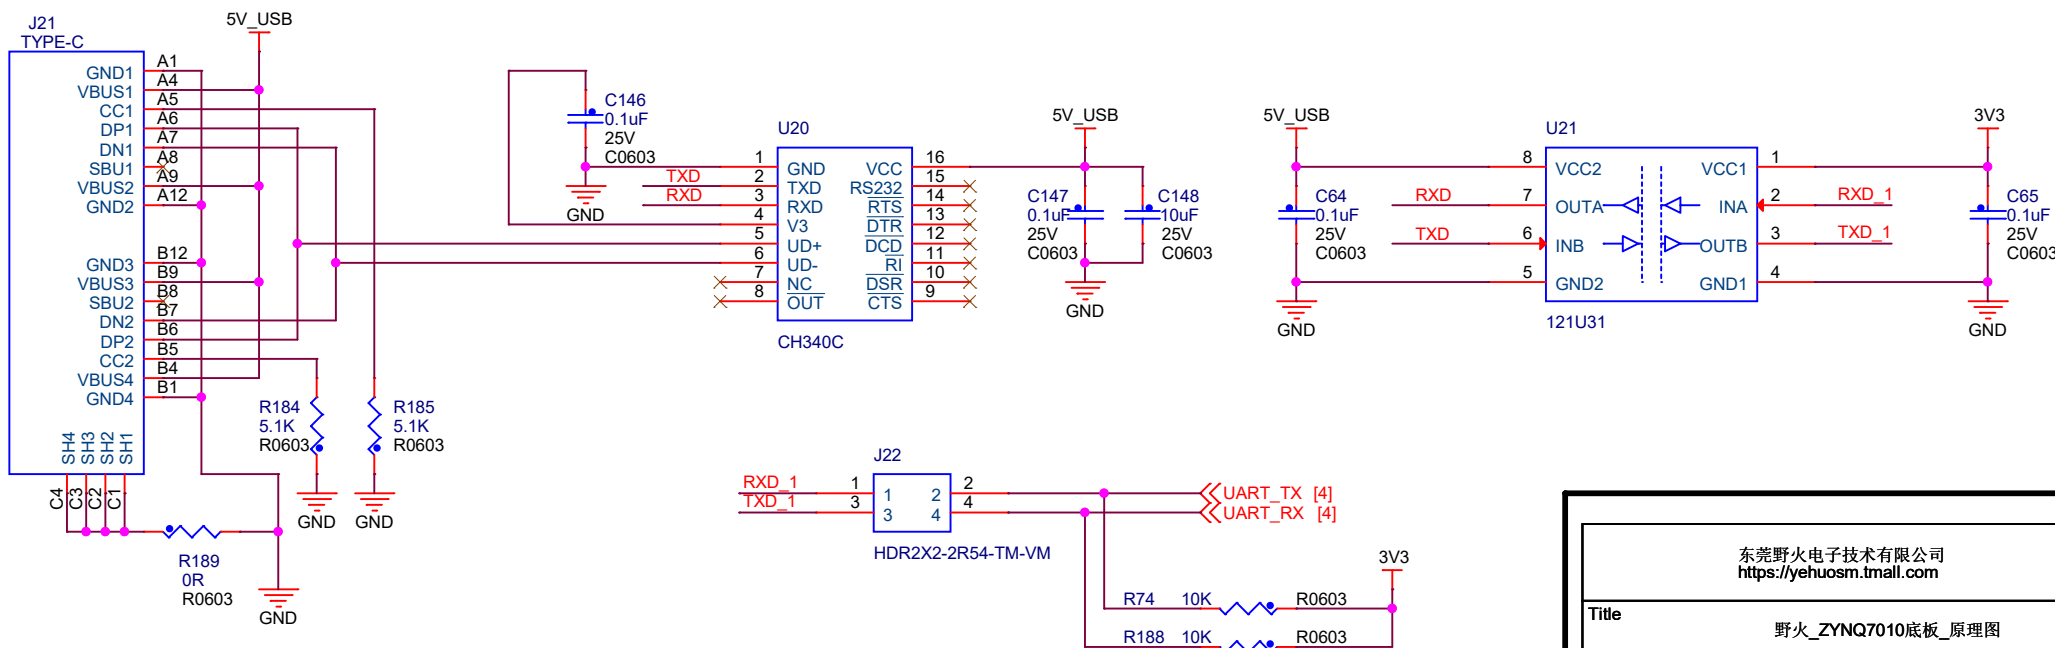 J21
TYPE-C
5V_USB
GND1 A1
VBUS1 A4
CC1 A5
DP1 A6
DN1 A7
SBU1 A8
VBUS2 A9
GND2 A12
GND3 B12
VBUS3 B9
SBU2 B8
DN2 B7
DP2 B6
CC2 B5
VBUS4 B4
GND4 B1
SH4 SH3 SH2 SH1
C4 C3 C2 C1
R189
0R
R0603
GND
R184
5.1K
R0603
GND
R185
5.1K
R0603
GND
C146
0.1uF
25V
C0603
GND
U20
1 GND VCC 16
TXD 2 TXD RS232 15
RXD 3 RXD RTS 14
4 V3 DTR 13
5 UD+ DCD 12
6 UD- RI 11
7 NC DSR 10
8 OUT CTS 9
CH340C
5V_USB
C147
0.1uF
25V
C0603
C148
10uF
25V
C0603
GND
5V_USB
C64
0.1uF
25V
C0603
GND
U21
8 VCC2 VCC1 1
RXD 7 OUTA INA 2 RXD_1
TXD 6 INB OUTB 3 TXD_1
5 GND2 GND1 4
121U31
3V3
C65
0.1uF
25V
C0603
GND
J22
RXD_1 1 1 2 2 UART_TX [4]
TXD_1 3 3 4 4 UART_RX [4]
HDR2X2-2R54-TM-VM
3V3
R74 10K R0603
R188 10K R0603
东莞野火电子技术有限公司
https://yehuosm.tmall.com
Title
野火_ZYNQ7010底板_原理图